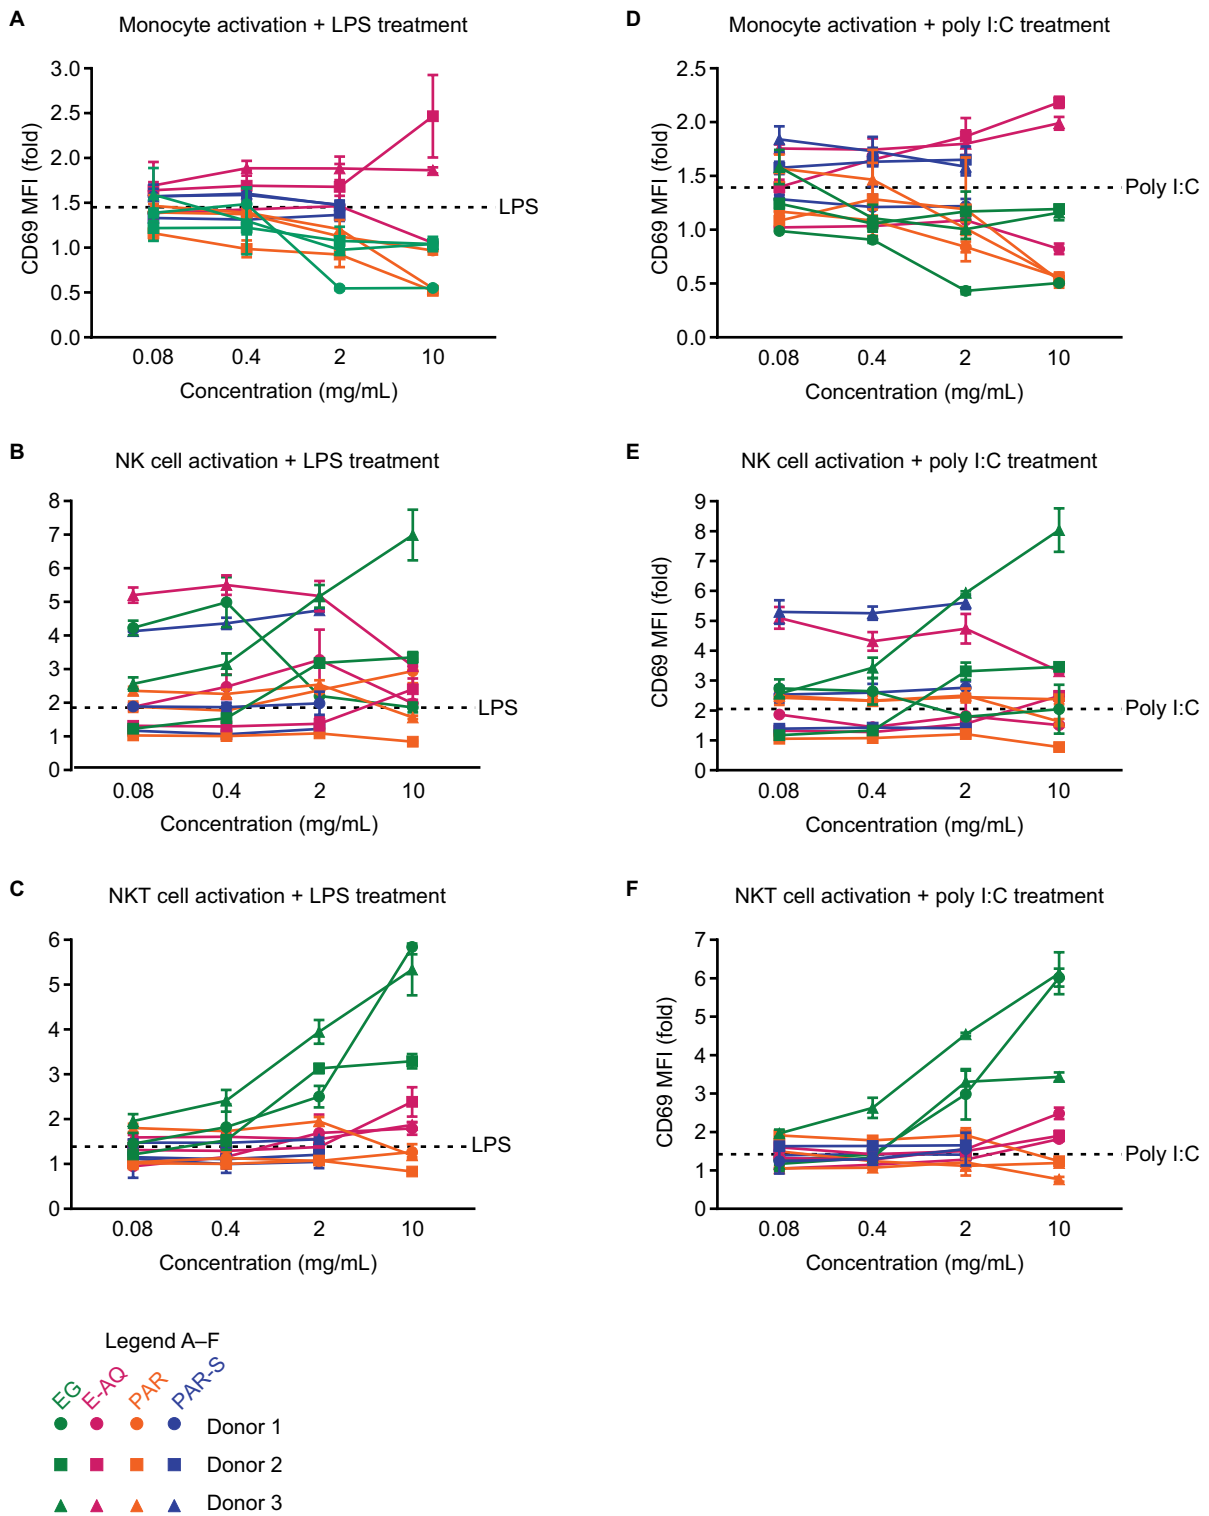 A
Monocyte activation + LPS treatment
CD69 MFI (fold)
3.0
2.5
2.0
1.5
1.0
0.5
0.0
LPS
0.08 0.4 2 10
Concentration (mg/mL)
D
Monocyte activation + poly I:C treatment
CD69 MFI (fold)
2.5
2.0
1.5
1.0
0.5
0.0
Poly I:C
0.08 0.4 2 10
Concentration (mg/mL)
B
NK cell activation + LPS treatment
8
7
6
5
4
3
2
1
0
LPS
0.08 0.4 2 10
Concentration (mg/mL)
E
NK cell activation + poly I:C treatment
CD69 MFI (fold)
9
8
7
6
5
4
3
2
1
0
Poly I:C
0.08 0.4 2 10
Concentration (mg/mL)
C
NKT cell activation + LPS treatment
6
5
4
3
2
1
0
LPS
0.08 0.4 2 10
Concentration (mg/mL)
F
NKT cell activation + poly I:C treatment
CD69 MFI (fold)
7
6
5
4
3
2
1
0
Poly I:C
0.08 0.4 2 10
Concentration (mg/mL)
Legend A–F
EG E-AQ PAR PAR-S
Donor 1
Donor 2
Donor 3